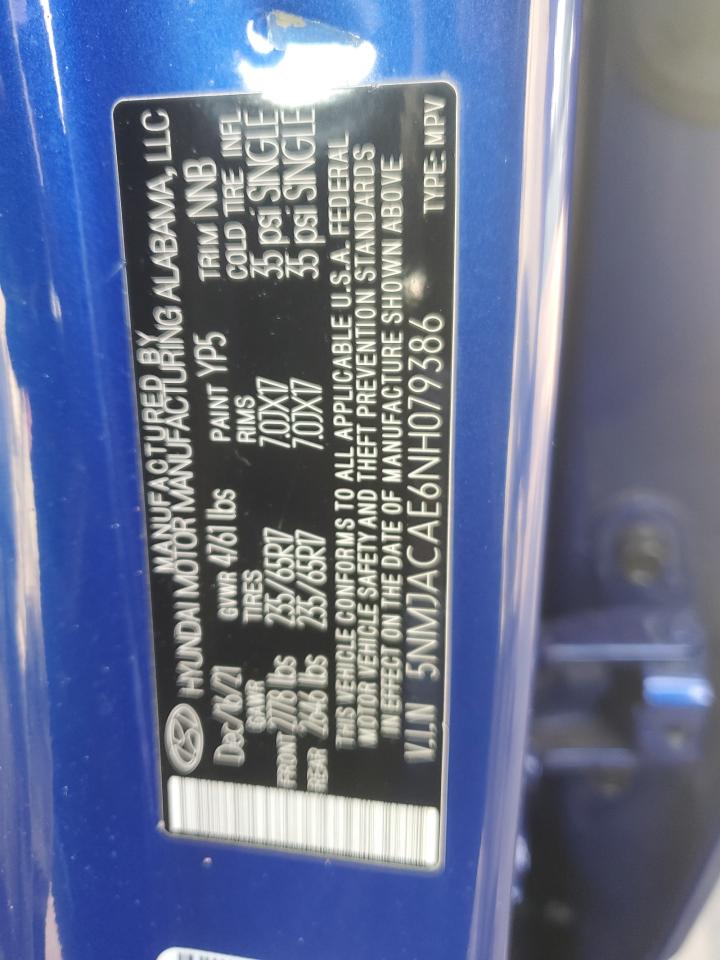 MANUFACTURED BY
HYUNDAI MOTOR MANUFACTURING ALABAMA, LLC
Dec/16/21 GVWR 4761 lbs PAINT YP5 TRIM NNB
GAWR TIRES RIMS COLD TIRE INFL
FRONT 2778 lbs 235/65R17 7.0JX17 35 psi SINGLE
REAR 2646 lbs 235/65R17 7.0JX17 35 psi SINGLE
THIS VEHICLE CONFORMS TO ALL APPLICABLE U.S.A. FEDERAL
MOTOR VEHICLE SAFETY AND THEFT PREVENTION STANDARDS
IN EFFECT ON THE DATE OF MANUFACTURE SHOWN ABOVE
V.I.N 5NMJACAE6NH079386 TYPE: MPV